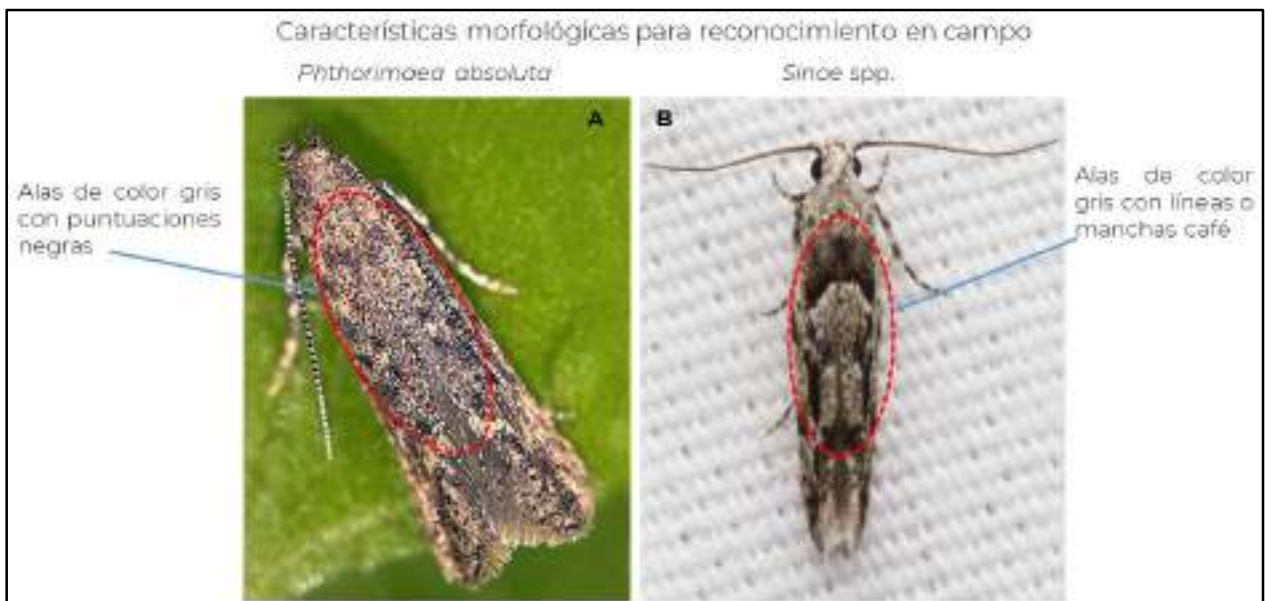 Características morfológicas para reconocimiento en campo
Phthorimaea absoluta
Sinoe spp.
A
B
Alas de color gris
con puntuaciones
negras
Alas de color
gris con líneas o
manchas café